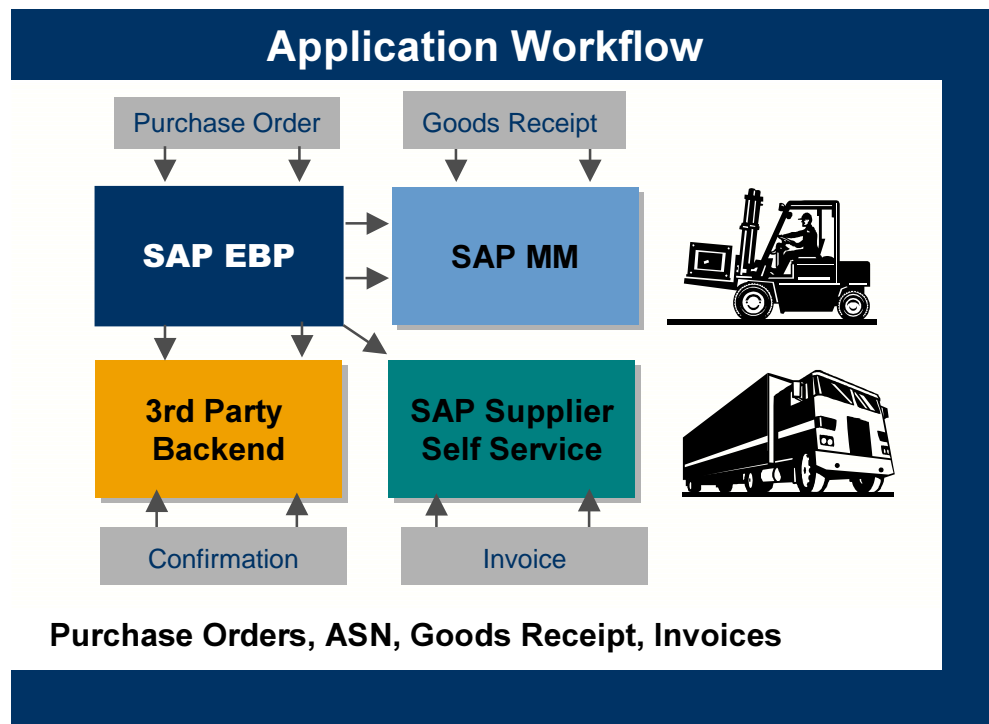 Application Workflow
Purchase Order
Goods Receipt
SAP EBP
SAP MM
3rd Party
Backend
SAP Supplier
Self Service
Confirmation
Invoice
Purchase Orders, ASN, Goods Receipt, Invoices